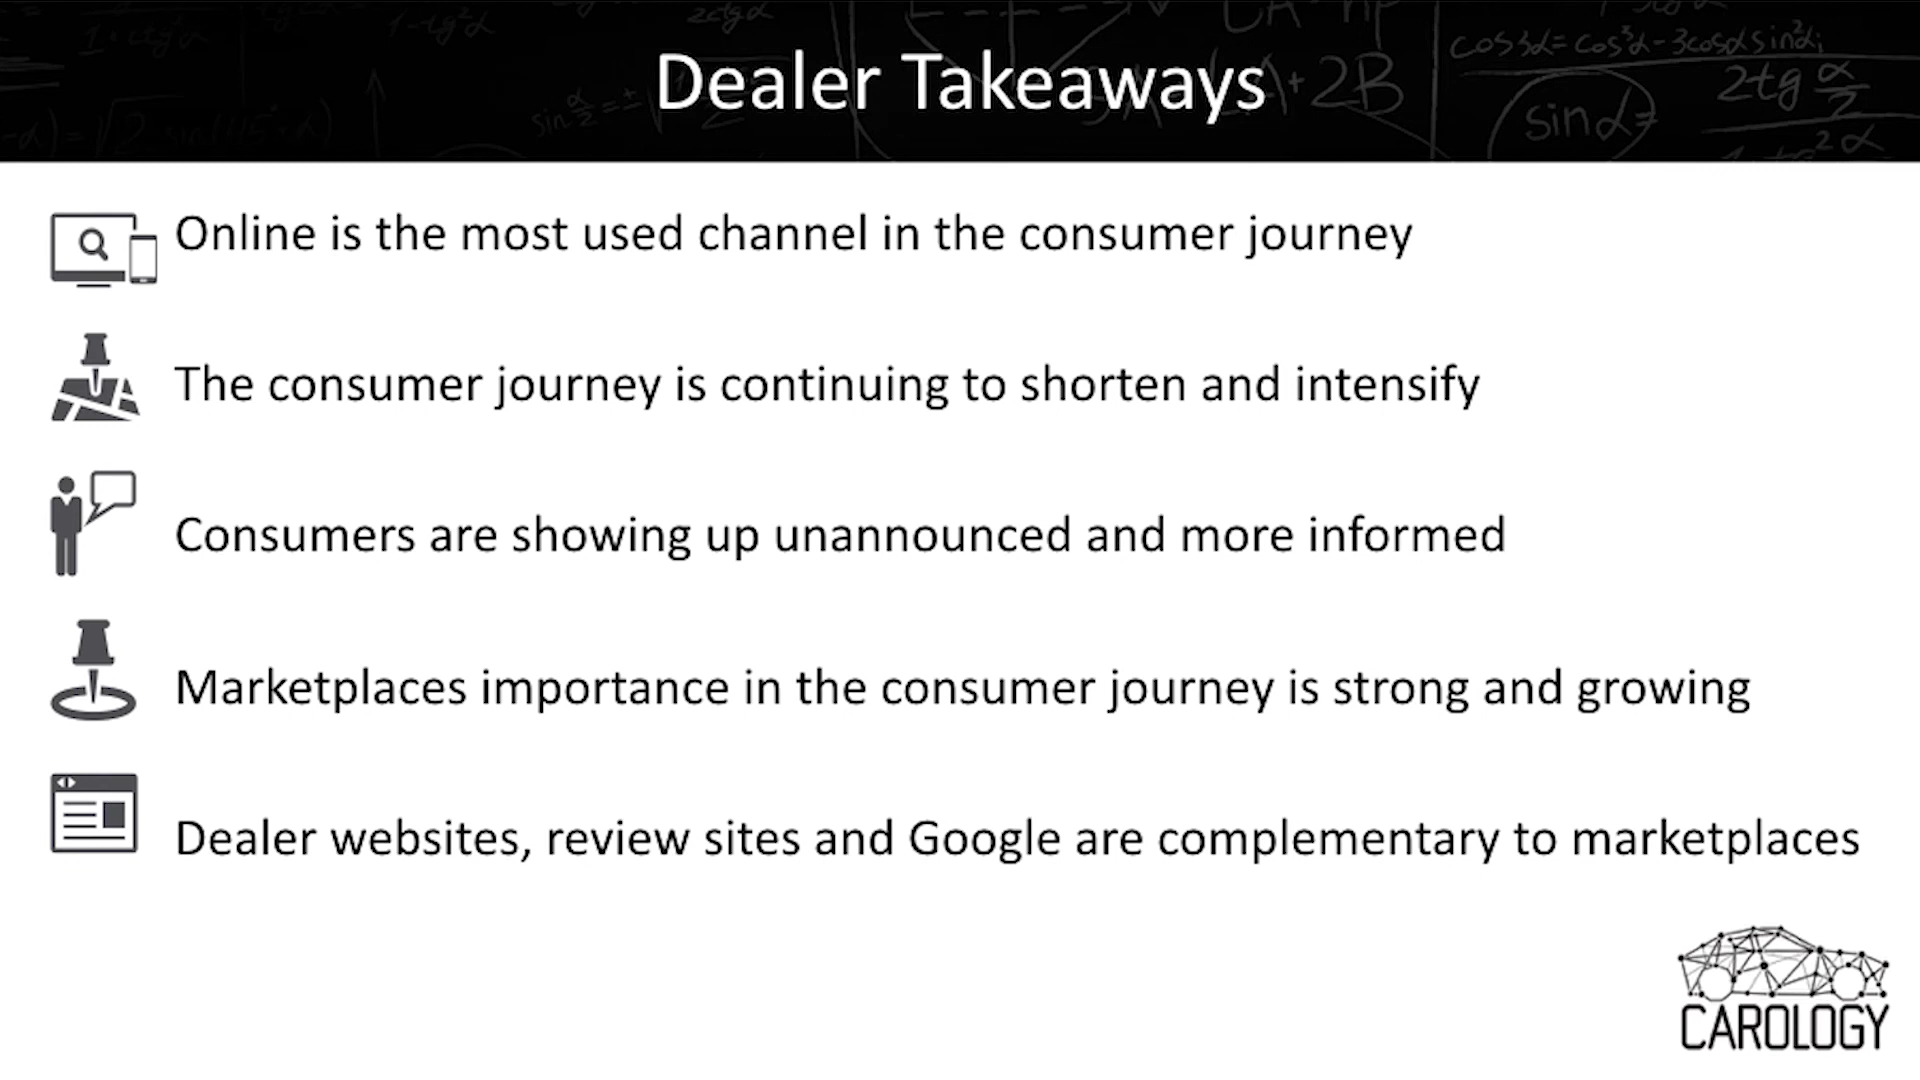 Dealer Takeaways
Online is the most used channel in the consumer journey
The consumer journey is continuing to shorten and intensify
Consumers are showing up unannounced and more informed
Marketplaces importance in the consumer journey is strong and growing
Dealer websites, review sites and Google are complementary to marketplaces
CAROLOGY